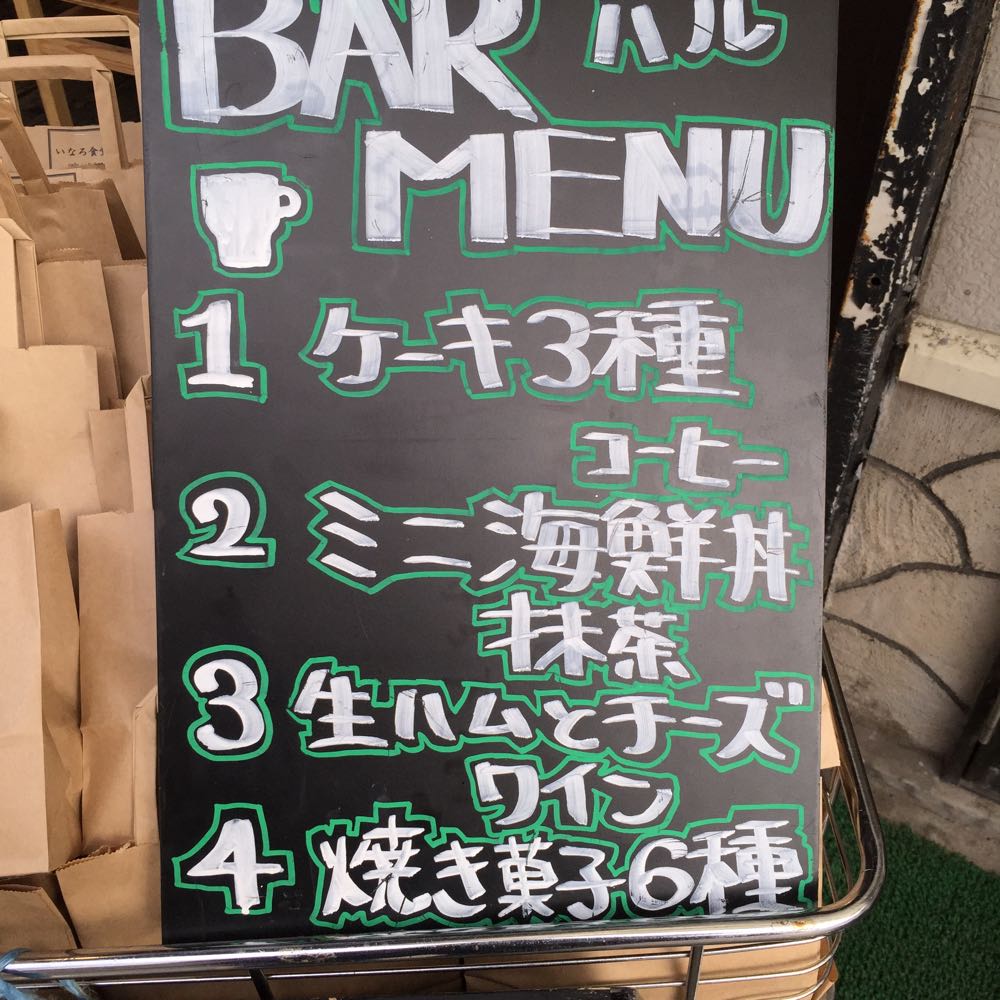 BAR バル
MENU
1 ケーキ3種
コーヒー
2 ミニ海鮮丼
抹茶
3 生ハムとチーズ
ワイン
4 焼き菓子6種